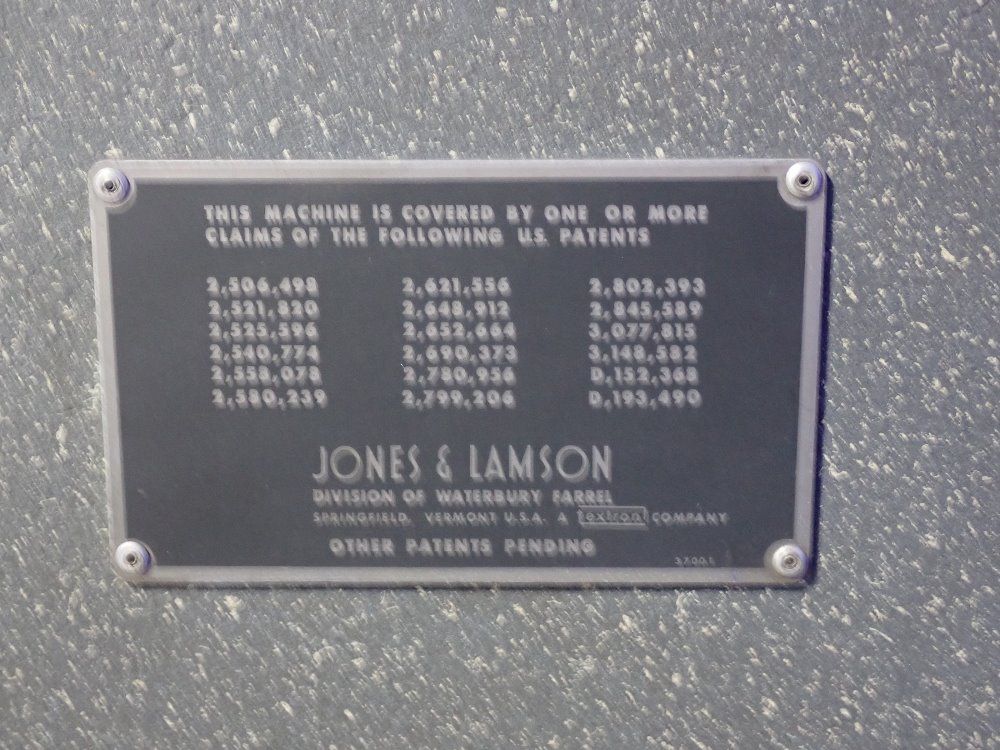 THIS MACHINE IS COVERED BY ONE OR MORE
CLAIMS OF THE FOLLOWING U.S. PATENTS
2,506,498 2,621,556 2,802,393
2,521,820 2,648,912 2,845,589
2,525,596 2,652,664 3,077,815
2,540,774 2,690,373 3,148,582
2,558,078 2,780,956 D,152,368
2,580,239 2,799,206 D,193,490
JONES & LAMSON
DIVISION OF WATERBURY FARREL
SPRINGFIELD, VERMONT U.S.A. A textron COMPANY
OTHER PATENTS PENDING